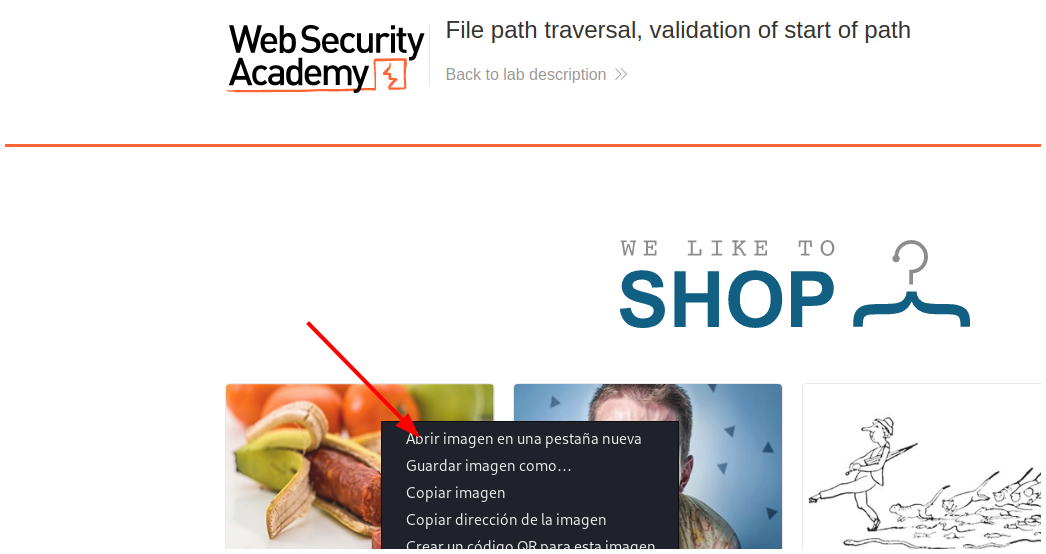 Web Security
Academy
File path traversal, validation of start of path
Back to lab description
WE LIKE TO
SHOP
Abrir imagen en una pestaña nueva
Guardar imagen como…
Copiar imagen
Copiar dirección de la imagen
Crear un código QR para esta imagen